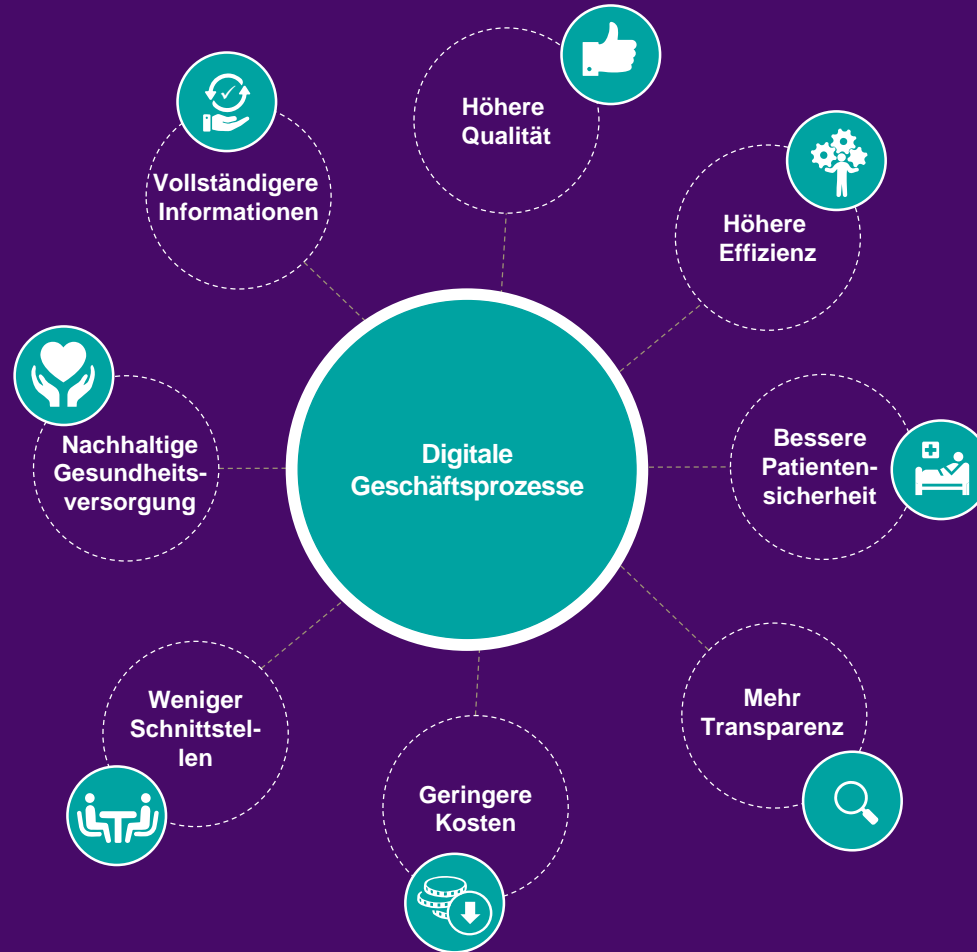 Höhere
Qualität
Vollständigere
Informationen
Höhere
Effizienz
Nachhaltige
Gesundheits-
versorgung
Digitale
Geschäftsprozesse
Bessere
Patienten-
sicherheit
Weniger
Schnittstel-
len
Mehr
Transparenz
Geringere
Kosten